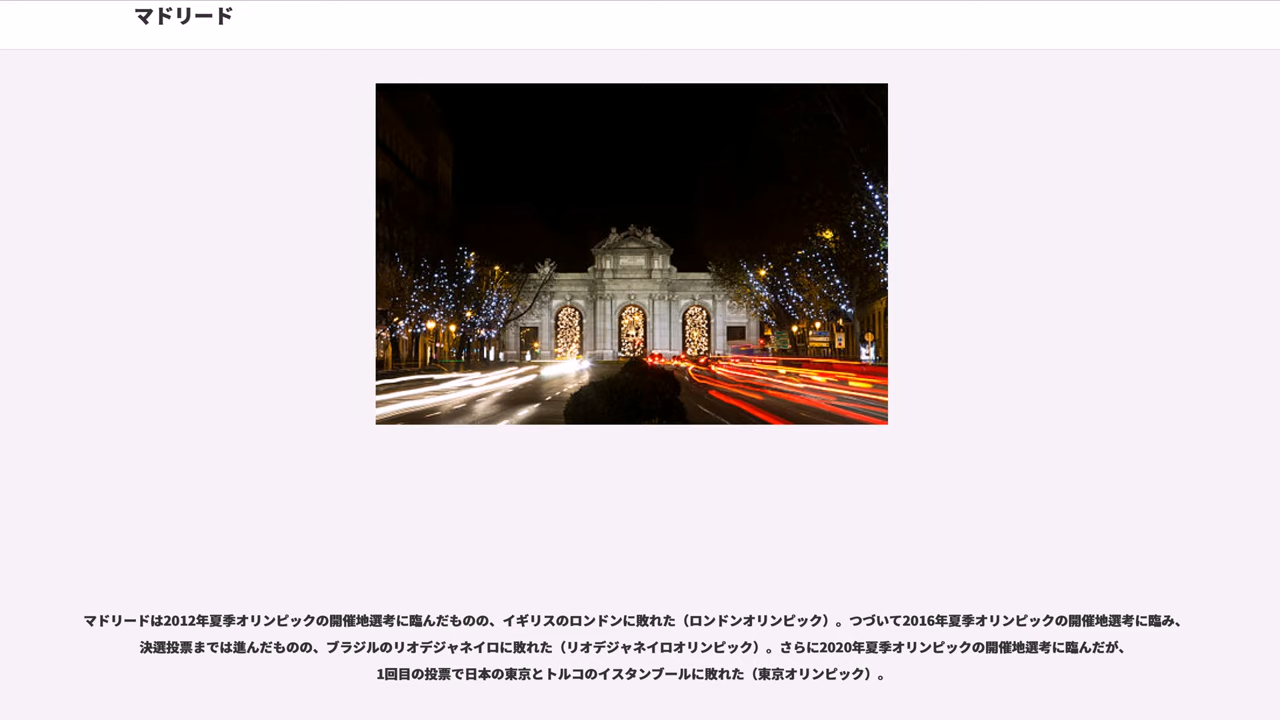 マドリード
マドリードは2012年夏季オリンピックの開催地選考に臨んだものの、イギリスのロンドンに敗れた（ロンドンオリンピック）。つづいて2016年夏季オリンピックの開催地選考に臨み、
決選投票までは進んだものの、ブラジルのリオデジャネイロに敗れた（リオデジャネイロオリンピック）。さらに2020年夏季オリンピックの開催地選考に臨んだが、
1回目の投票で日本の東京とトルコのイスタンブールに敗れた（東京オリンピック）。